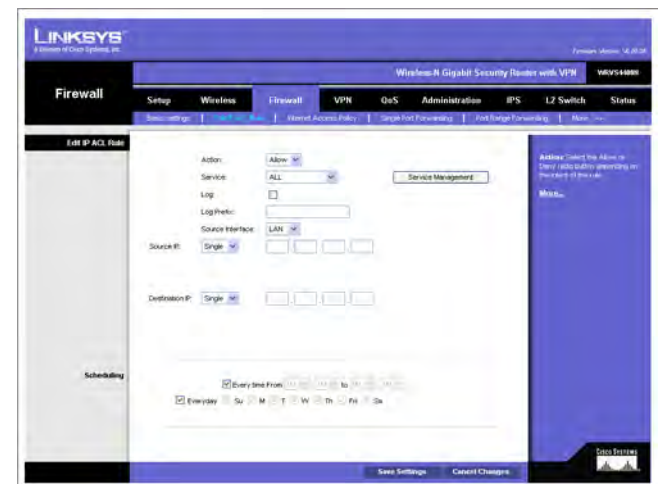 LINKSYS
A Division of Cisco Systems, Inc.
Wireless-N Gigabit Security Router with VPN WRVS4400N
Firewall
Setup Wireless Firewall VPN QoS Administration IPS L2 Switch Status
Basic settings | | Internet Access Policy | Single Port Forwarding | Port Range Forwarding | More >>
Edit IP ACL Rule
Action: Allow
Service: ALL Service Management
Log:
Log Prefix:
Source Interface: LAN
Source IP: Single
Destination IP: Single
Action: Select the Allow or
Deny radio button depending on
the intent of the rule.
More...
Scheduling
Every time From to
Everyday Su M T W Th Fri Sa
Save Settings Cancel Changes
CISCO SYSTEMS